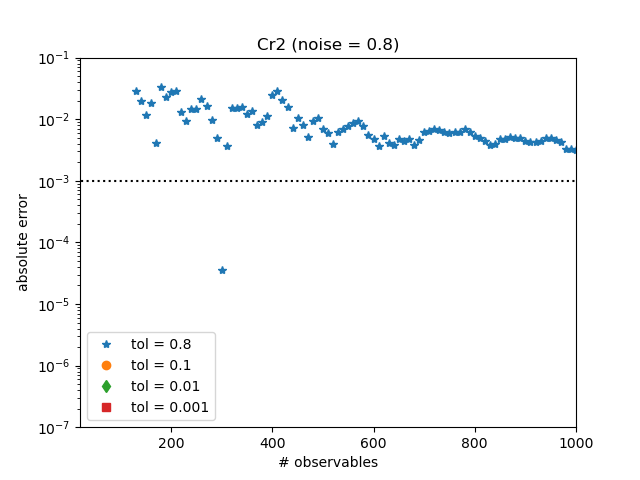 Cr2 (noise = 0.8)
10⁻¹
10⁻²
10⁻³
10⁻⁴
10⁻⁵
10⁻⁶
10⁻⁷
absolute error
tol = 0.8
tol = 0.1
tol = 0.01
tol = 0.001
200 400 600 800 1000
# observables